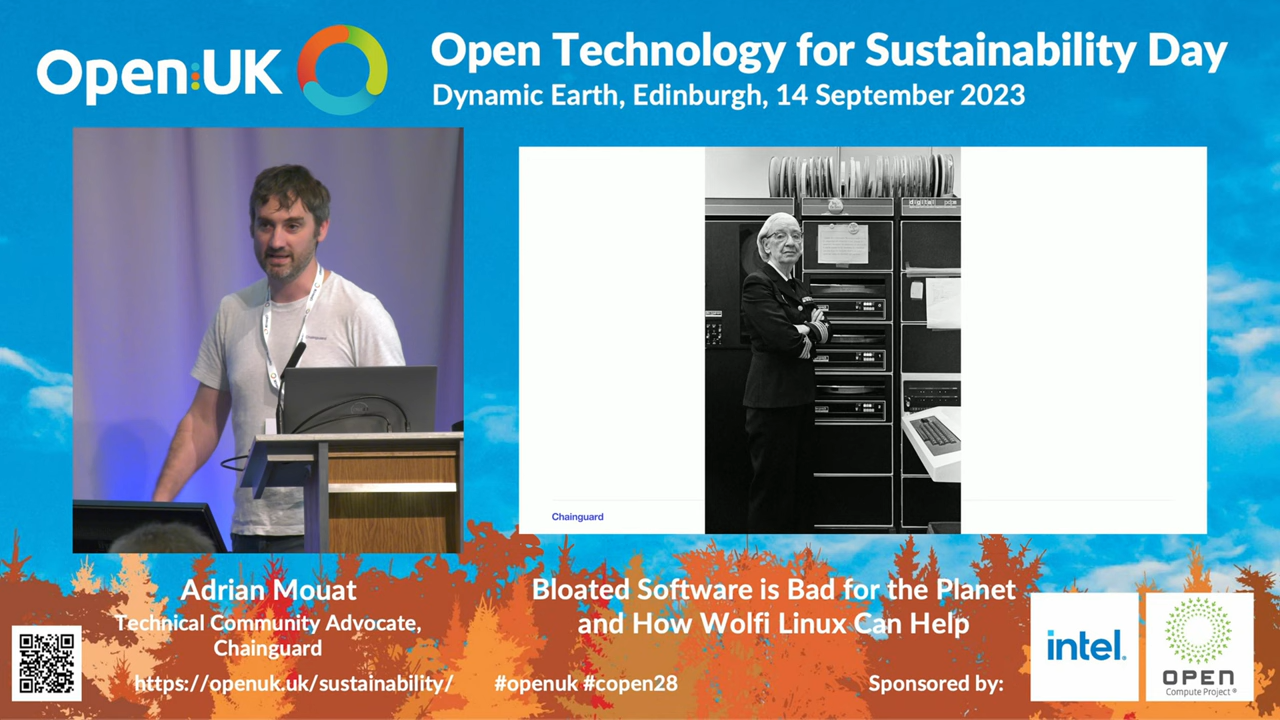 Open:UK
Open Technology for Sustainability Day
Dynamic Earth, Edinburgh, 14 September 2023
digital
Chainguard
Adrian Mouat
Technical Community Advocate,
Chainguard
Bloated Software is Bad for the Planet
and How Wolfi Linux Can Help
https://openuk.uk/sustainability/
#openuk #copen28
Sponsored by:
intel.
OPEN
Compute Project®